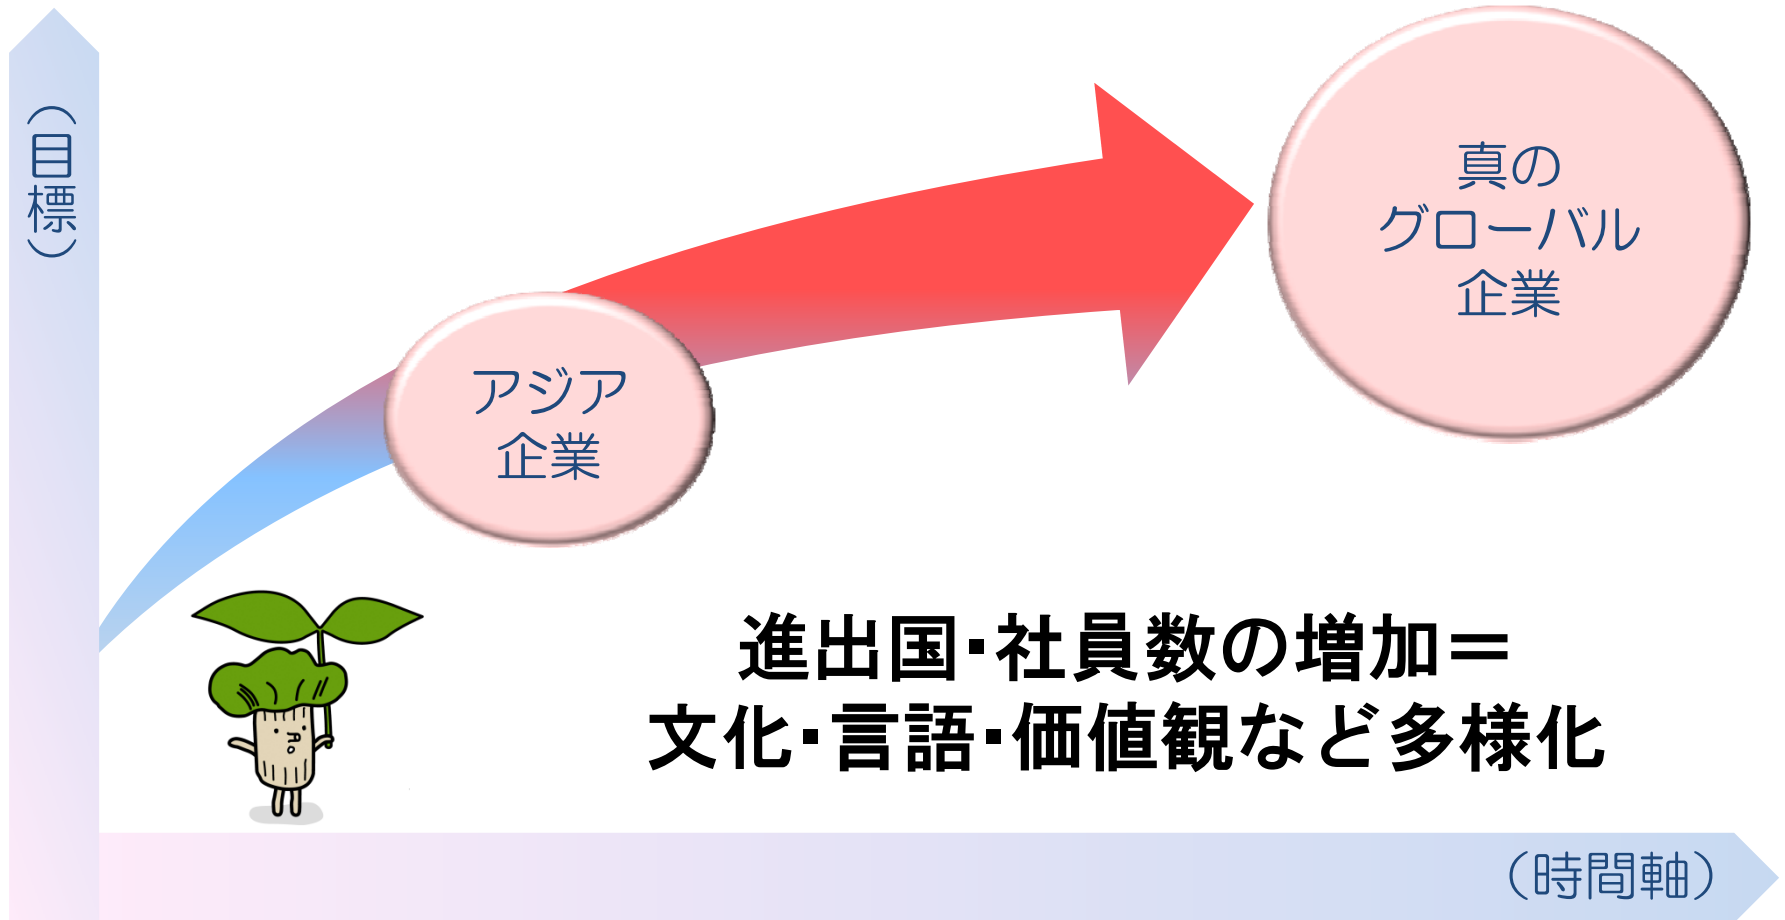 （目標）
真の
グローバル
企業
アジア
企業
進出国・社員数の増加＝
文化・言語・価値観など多様化
（時間軸）